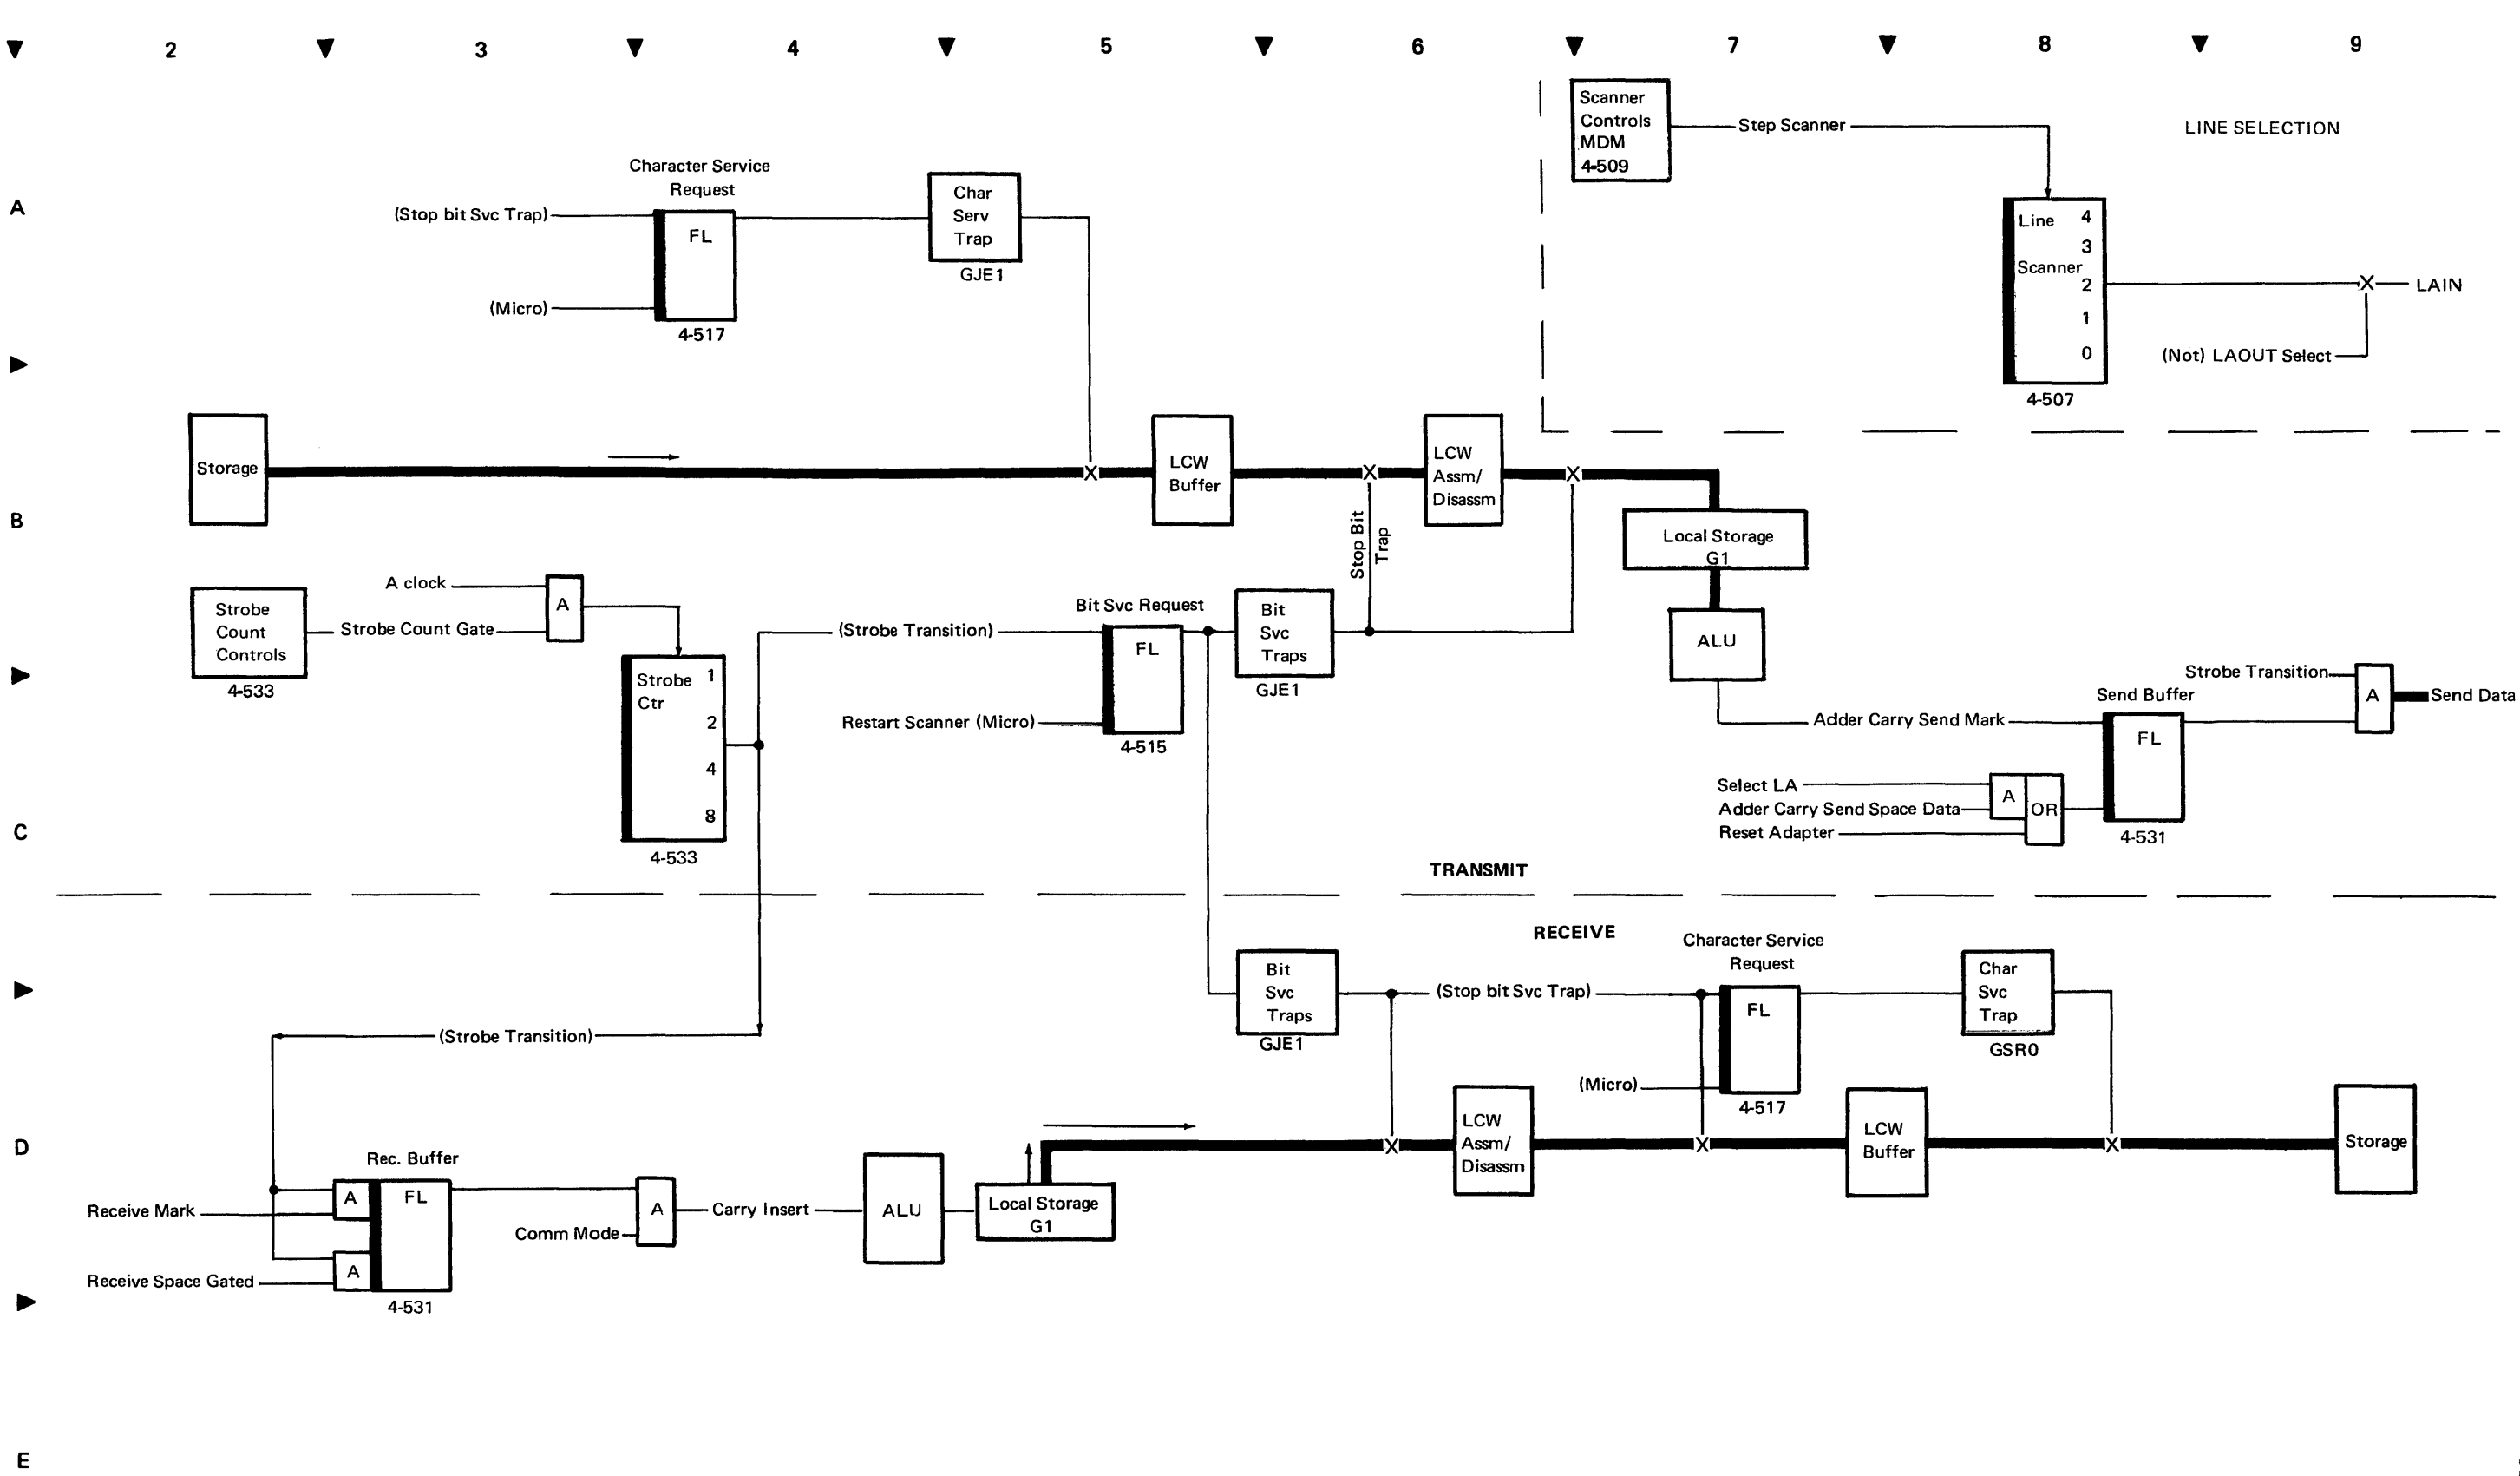 2 3 4 5 6 7 8 9
A
B
C
D
E
Scanner
Controls
MDM
4-509
Step Scanner
LINE SELECTION
Line 4
3
Scanner
2
1
0
4-507
LAIN
(Not) LAOUT Select
Character Service
Request
(Stop bit Svc Trap)
FL
(Micro)
4-517
Char
Serv
Trap
GJE1
Storage
LCW
Buffer
LCW
Assm/
Disassm
Stop Bit
Trap
Local Storage
G1
ALU
A clock
A
Strobe
Count
Controls
4-533
Strobe Count Gate
Strobe
Ctr
1
2
4
8
4-533
(Strobe Transition)
Bit Svc Request
FL
Restart Scanner (Micro)
4-515
Bit
Svc
Traps
GJE1
Adder Carry Send Mark
Send Buffer
FL
4-531
Strobe Transition
A
Send Data
Select LA
A
OR
Adder Carry Send Space Data
Reset Adapter
TRANSMIT
RECEIVE
Bit
Svc
Traps
GJE1
(Stop bit Svc Trap)
Character Service
Request
FL
(Micro)
4-517
Char
Svc
Trap
GSR0
(Strobe Transition)
Rec. Buffer
Receive Mark
A
FL
Receive Space Gated
A
4-531
Comm Mode
A
Carry Insert
ALU
Local Storage
G1
LCW
Assm/
Disassm
LCW
Buffer
Storage